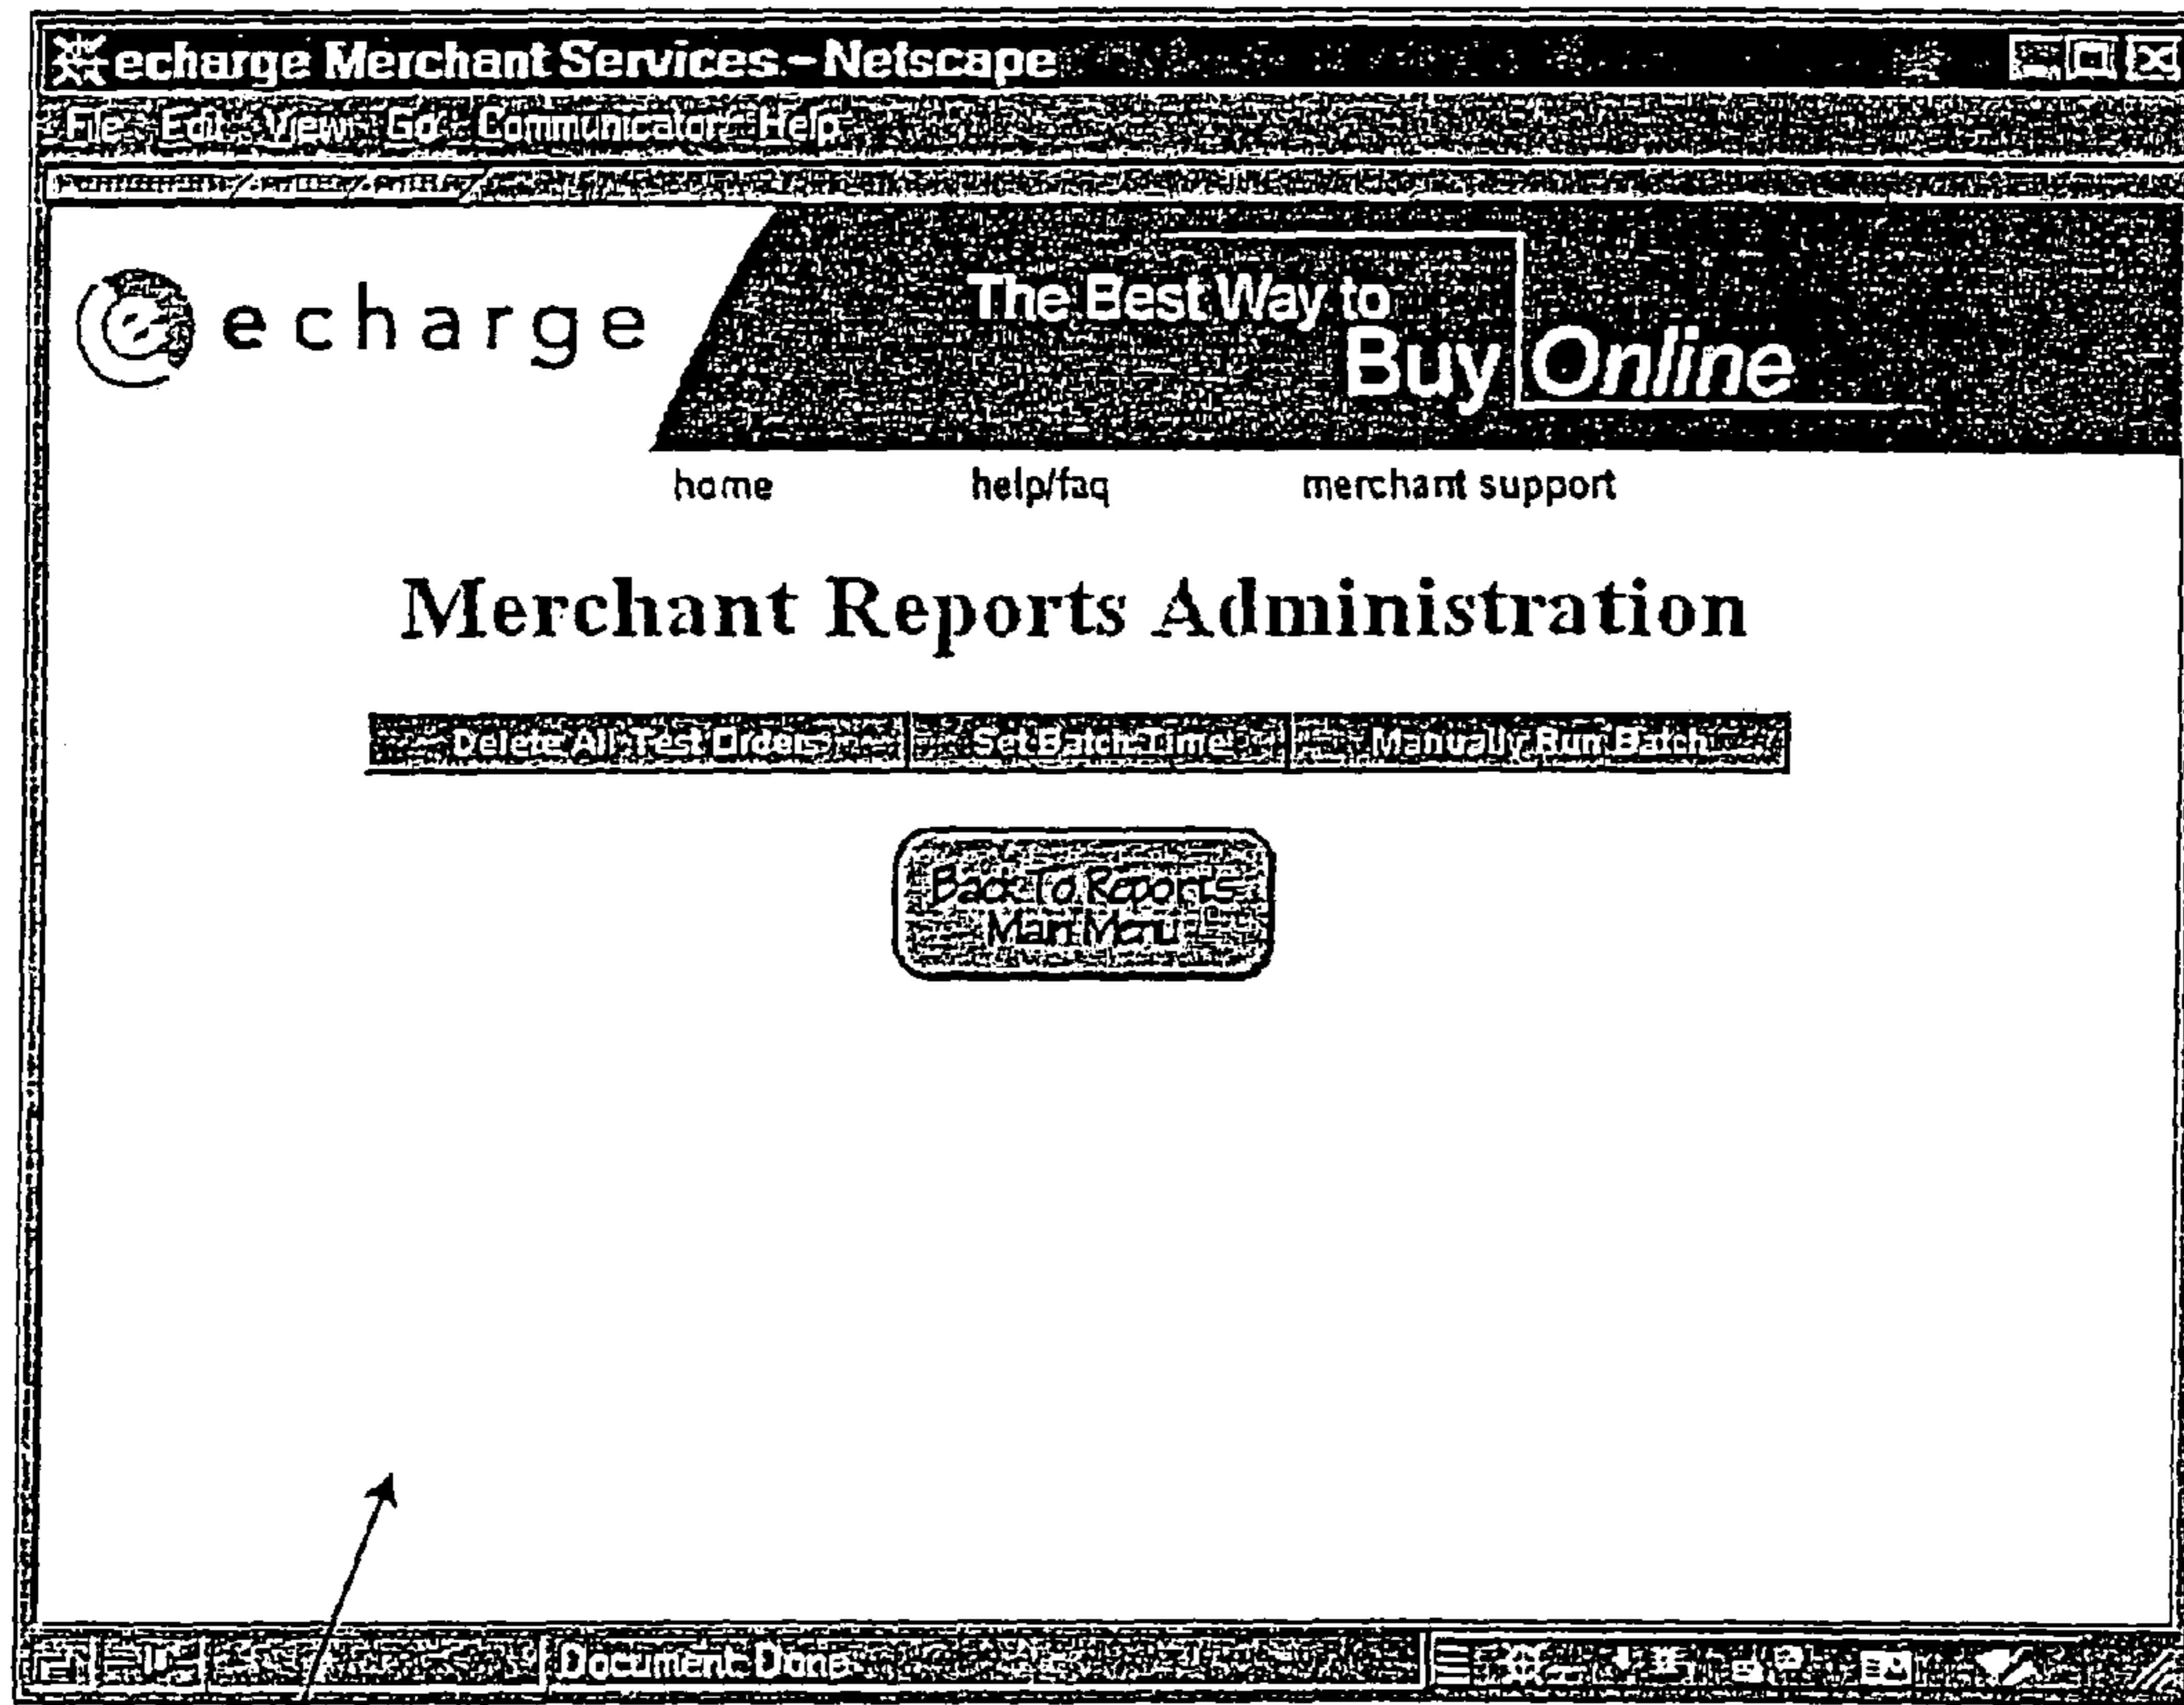 echarge Merchant Services - Netscape
File Edit View Go Communicator Help
echarge
The Best Way to
Buy Online
home help/faq merchant support
Merchant Reports Administration
Delete All Test Orders Set Batch Time Manually Run Batch
Back To Reports
Main Menu
Document: Done